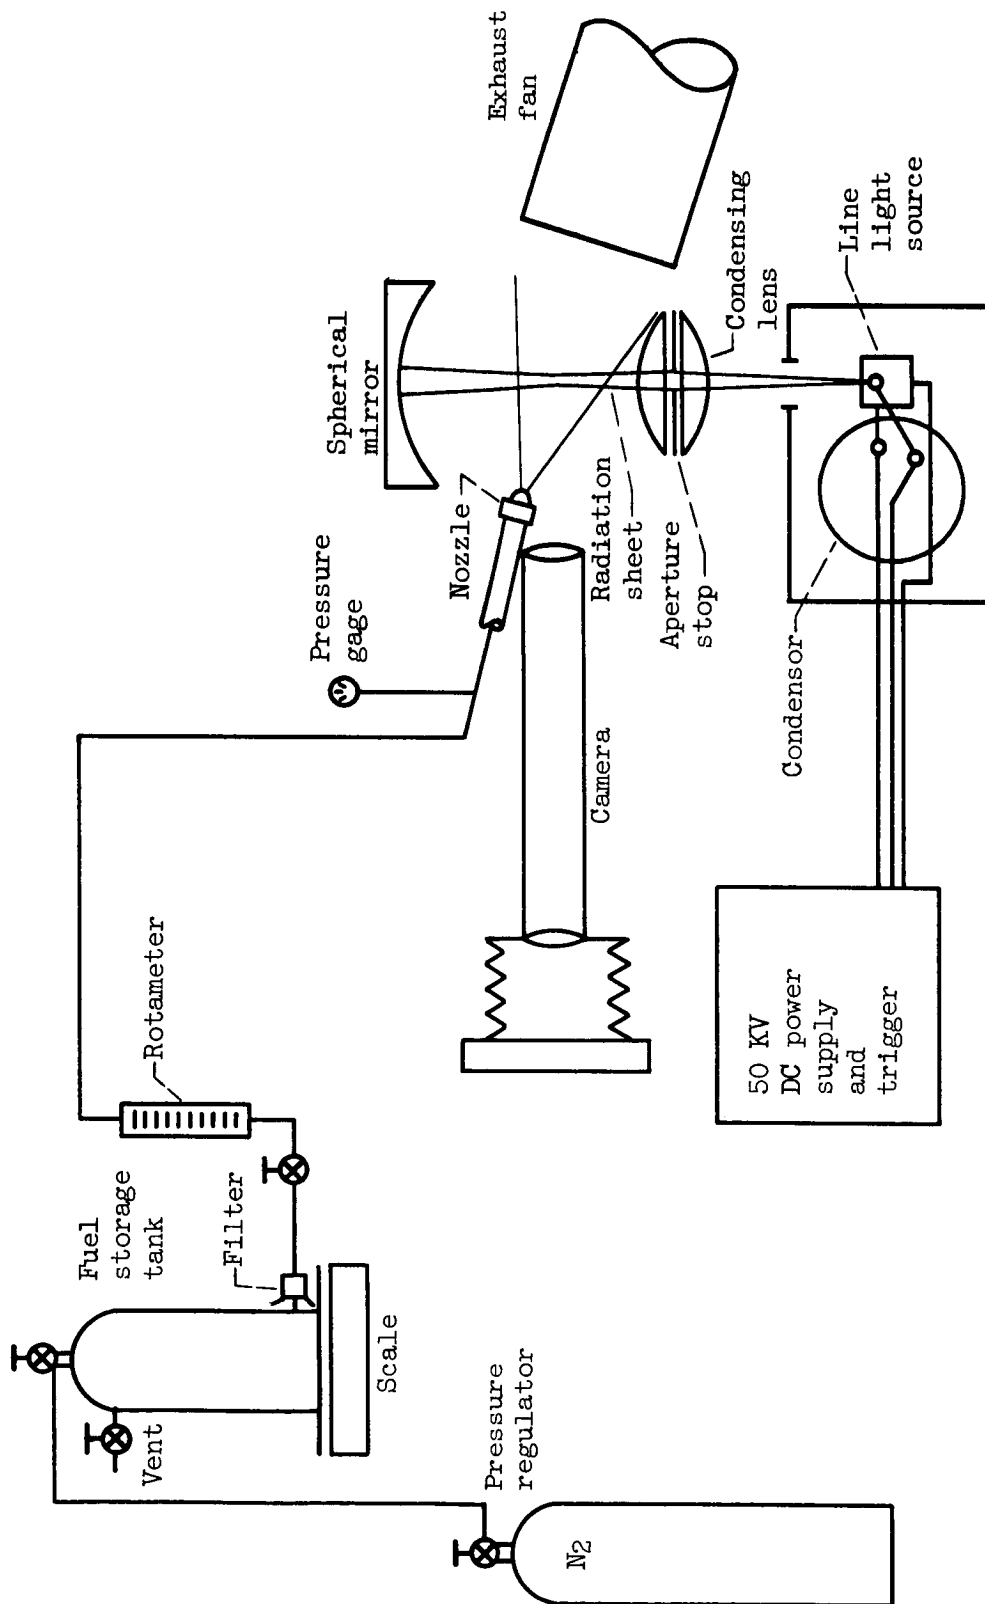 N2
Pressure
regulator
Vent
Scale
Fuel
storage
tank
Filter
Rotameter
Pressure
gage
Nozzle
Spherical
mirror
Exhaust
fan
Camera
Radiation
sheet
Aperture
stop
Condensing
lens
Condensor
Line
light
source
50 KV
DC power
supply
and
trigger